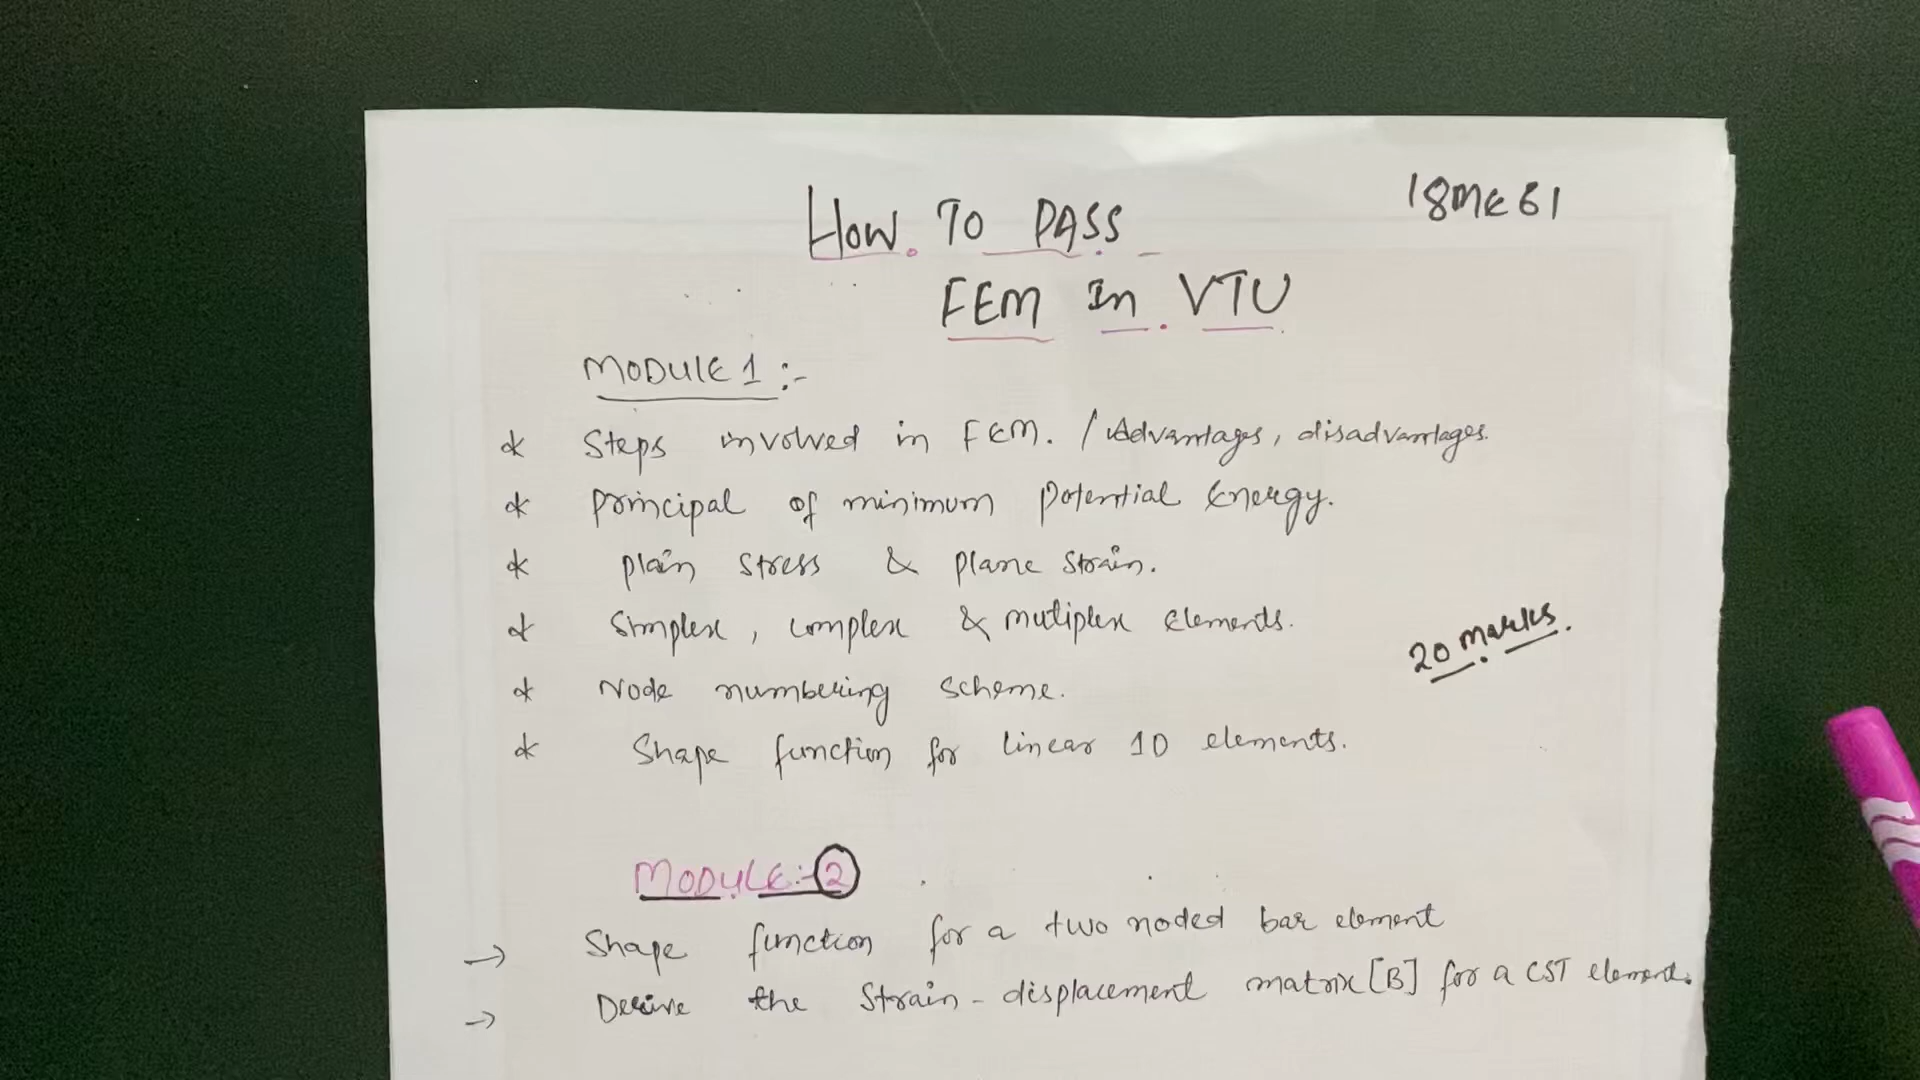 How To PASS
18ME61
FEM In VTU
MODULE 1 :-
* Steps involved in FEM. / Advantages, disadvantages.
* principal of minimum potential Energy.
* plain stress & plane strain.
* Simplex, complex & mutiplex elements.
20 marks.
* Node numbering scheme.
* Shape function for linear 1D elements.
MODULE:- 2
→ Shape function for a two noded bar element
→ Derive the Strain - displacement matrix [B] for a CST element.